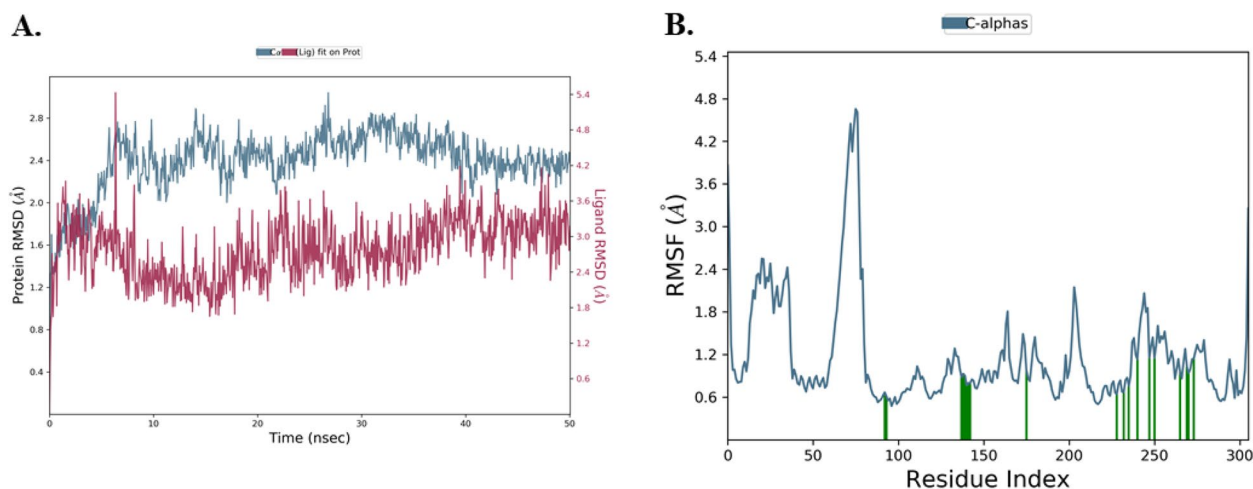 A.
Cα (Lig) fit on Prot
Protein RMSD (Å)
2.8
2.4
2.0
1.6
1.2
0.8
0.4
5.4
4.8
4.2
3.6
3.0
2.4
1.8
1.2
0.6
Ligand RMSD (Å)
0 10 20 30 40 50
Time (nsec)
B.
C-alphas
RMSF (Å)
5.4
4.8
4.2
3.6
3.0
2.4
1.8
1.2
0.6
0 50 100 150 200 250 300
Residue Index